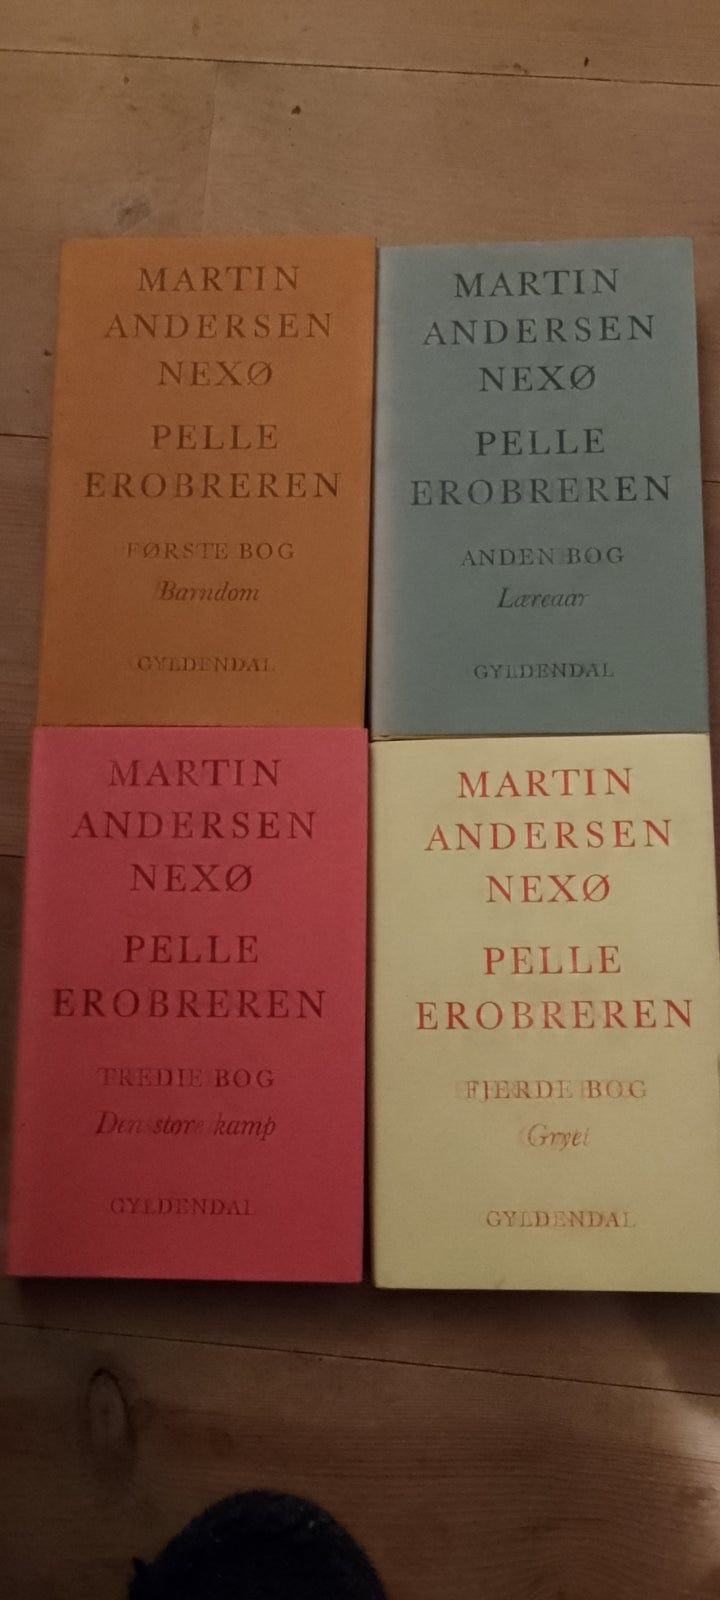 MARTIN
ANDERSEN
NEXØ
PELLE
EROBREREN
FØRSTE BOG
Barndom
GYLDENDAL
MARTIN
ANDERSEN
NEXØ
PELLE
EROBREREN
ANDEN BOG
Læreaar
GYLDENDAL
MARTIN
ANDERSEN
NEXØ
PELLE
EROBREREN
TREDIE BOG
Den store kamp
GYLDENDAL
MARTIN
ANDERSEN
NEXØ
PELLE
EROBREREN
FJERDE BOG
Gryet
GYLDENDAL